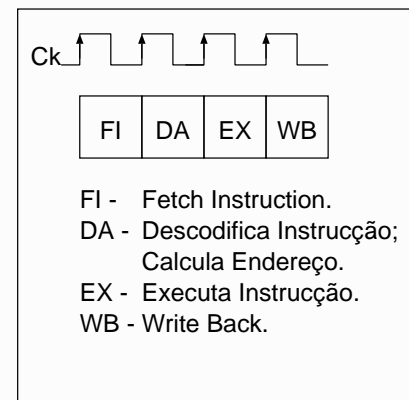 Ck
FI DA EX WB
FI - Fetch Instruction.
DA - Descodifica Instrucção;
Calcula Endereço.
EX - Executa Instrucção.
WB - Write Back.